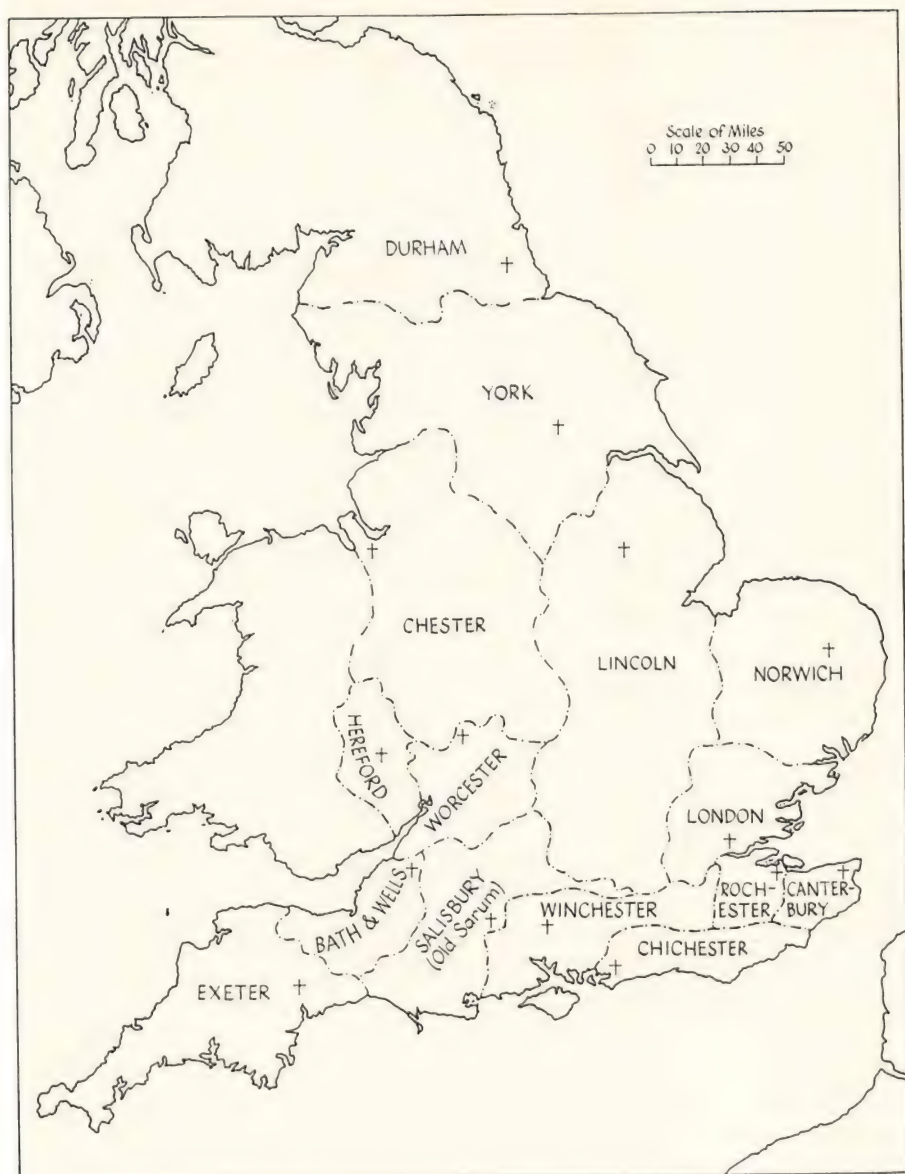 Scale of Miles
0 10 20 30 40 50
DURHAM
YORK
CHESTER
LINCOLN
NORWICH
HEREFORD
WORCESTER
LONDON
BATH & WELLS
SALISBURY
(Old Sarum)
WINCHESTER
ROCH-
ESTER
CANTER-
BURY
CHICHESTER
EXETER